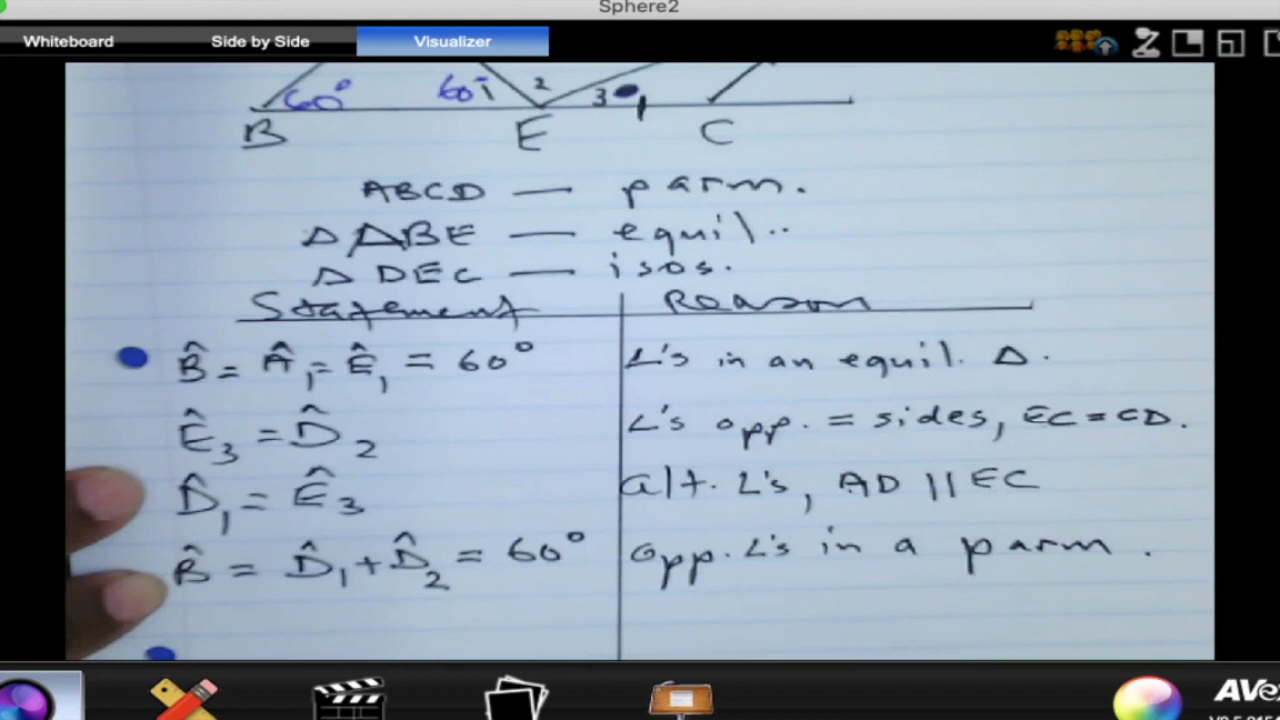 Sphere2
Whiteboard Side by Side Visualizer
60° 60° 1 2 3
B E C
ABCD — parm.
△ ABE — equil..
△ DEC — isos.
Statement Reason
B̂ = Â₁ = Ê₁ = 60° ∠'s in an equil. △.
Ê₃ = D̂₂ ∠'s opp. = sides, EC = CD.
D̂₁ = Ê₃ alt. ∠'s, AD || EC
B̂ = D̂₁ + D̂₂ = 60° opp. ∠'s in a parm.